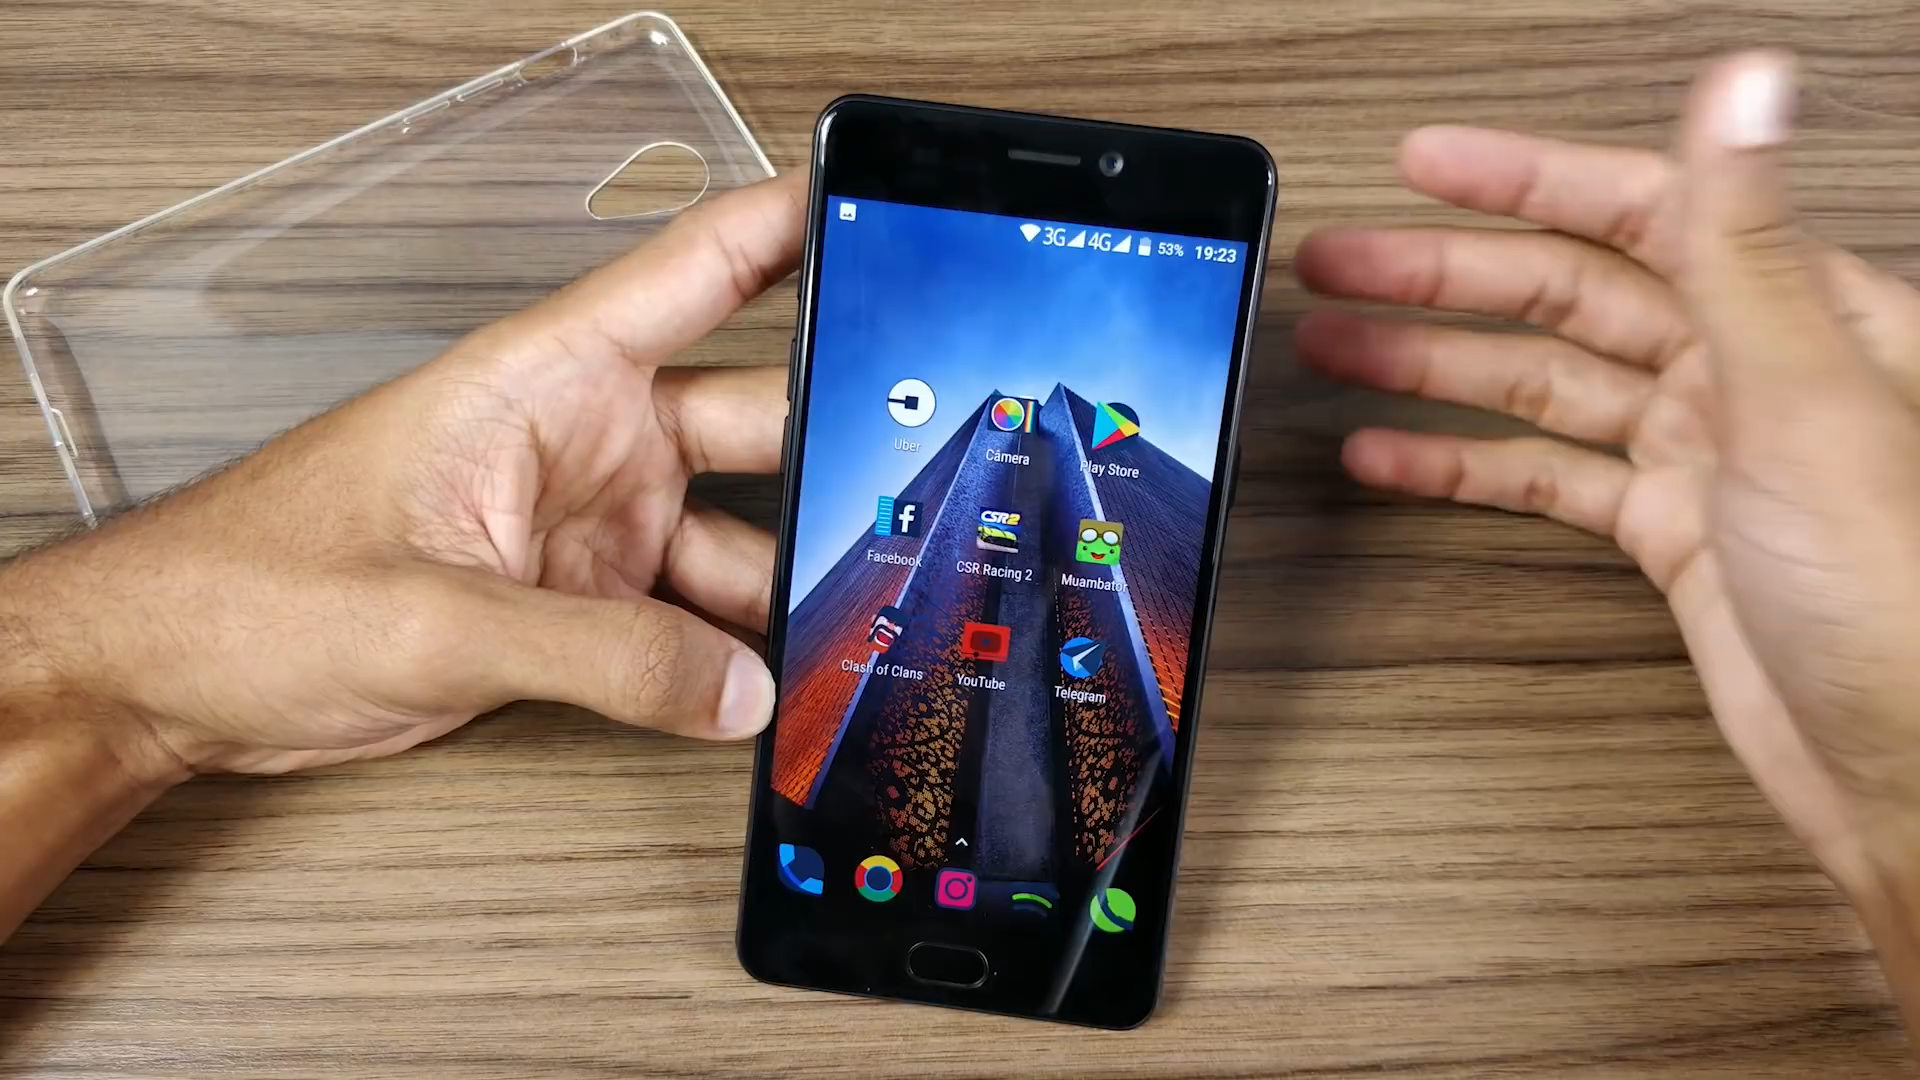 3G 4G 53% 19:23
Uber
Câmera
Play Store
Facebook
CSR2
CSR Racing 2
Muambator
Clash of Clans
YouTube
Telegram